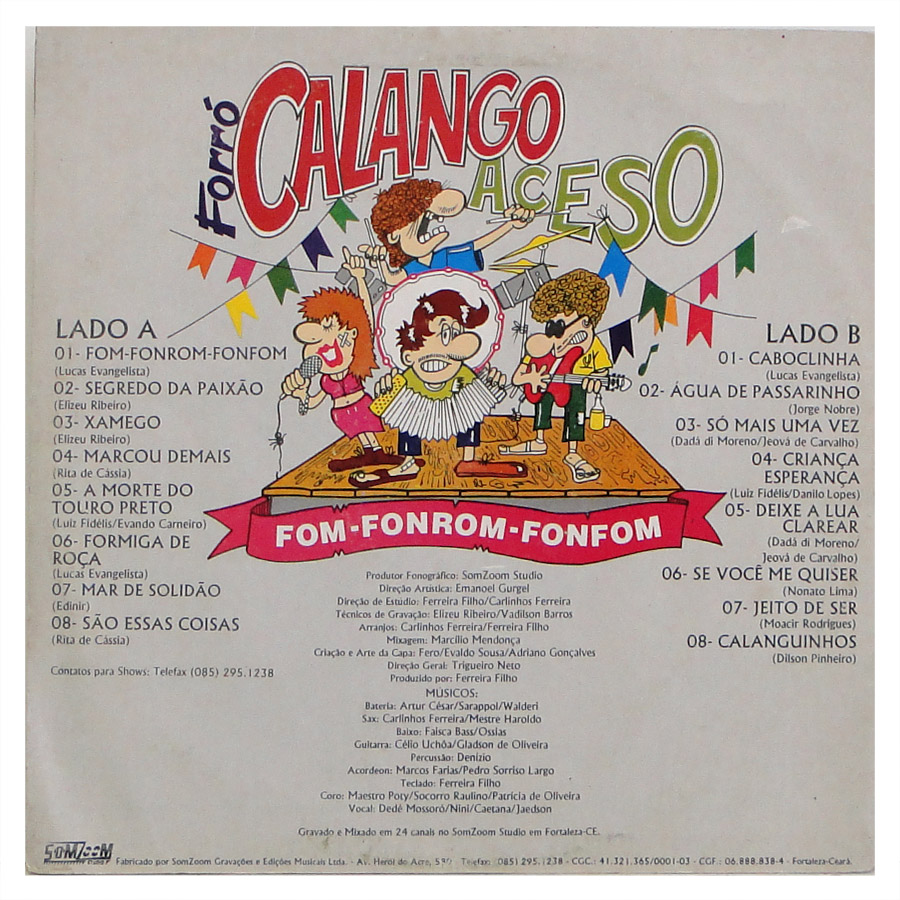 Forró CALANGO
ACESO
LADO A
01- FOM-FONROM-FONFOM
(Lucas Evangelista)
02- SEGREDO DA PAIXÃO
(Elizeu Ribeiro)
03- XAMEGO
(Elizeu Ribeiro)
04- MARCOU DEMAIS
(Rita de Cássia)
05- A MORTE DO
TOURO PRETO
(Luiz Fidélis/Evando Carneiro)
06- FORMIGA DE
ROÇA
(Lucas Evangelista)
07- MAR DE SOLIDÃO
(Edinir)
08- SÃO ESSAS COISAS
(Rita de Cássia)
Contatos para Shows: Telefax (085) 295.1238
LADO B
01- CABOCLINHA
(Lucas Evangelista)
02- ÁGUA DE PASSARINHO
(Jorge Nobre)
03- SÓ MAIS UMA VEZ
(Dadá di Moreno/Jeová de Carvalho)
04- CRIANÇA
ESPERANÇA
(Luiz Fidélis/Danilo Lopes)
05- DEIXE A LUA
CLAREAR
(Dadá di Moreno/
Jeová de Carvalho)
06- SE VOCÊ ME QUISER
(Nonato Lima)
07- JEITO DE SER
(Moacir Rodrigues)
08- CALANGUINHOS
(Dilson Pinheiro)
FOM-FONROM-FONFOM
Produtor Fonográfico: SomZoom Studio
Direção Artística: Emanoel Gurgel
Direção de Estúdio: Ferreira Filho/Carlinhos Ferreira
Técnicos de Gravação: Elizeu Ribeiro/Vadilson Barros
Arranjos: Carlinhos Ferreira/Ferreira Filho
Mixagem: Marcílio Mendonça
Criação e Arte da Capa: Fero/Evaldo Sousa/Adriano Gonçalves
Direção Geral: Trigueiro Neto
Produzido por: Ferreira Filho
MÚSICOS:
Bateria: Artur César/Sarappol/Walderi
Sax: Carlinhos Ferreira/Mestre Haroldo
Baixo: Faisca Bass/Ossias
Guitarra: Célio Uchôa/Gladson de Oliveira
Percussão: Denizio
Acordeon: Marcos Farias/Pedro Sorriso Largo
Teclado: Ferreira Filho
Coro: Maestro Poty/Socorro Raulino/Patricia de Oliveira
Vocal: Dedé Mossoró/Nini/Caetana/Jaedson
Gravado e Mixado em 24 canais no SomZoom Studio em Fortaleza-CE.
SomZooM Fabricado por SomZoom Gravações e Edições Musicais Ltda. - Av. Herói do Acre, Telefax: (085) 295.1238 - CGC.: 41.321.365/0001-03 - CGF.: 06.888.838-4 - Fortaleza-Ceará.